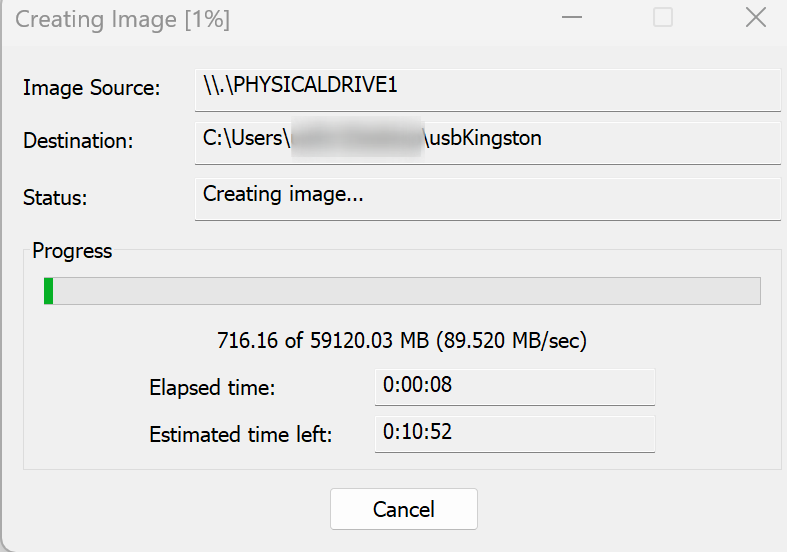 Creating Image [1%]
Image Source: \\.\PHYSICALDRIVE1
Destination: C:\Users\ \usbKingston
Status: Creating image...
Progress
716.16 of 59120.03 MB (89.520 MB/sec)
Elapsed time: 0:00:08
Estimated time left: 0:10:52
Cancel